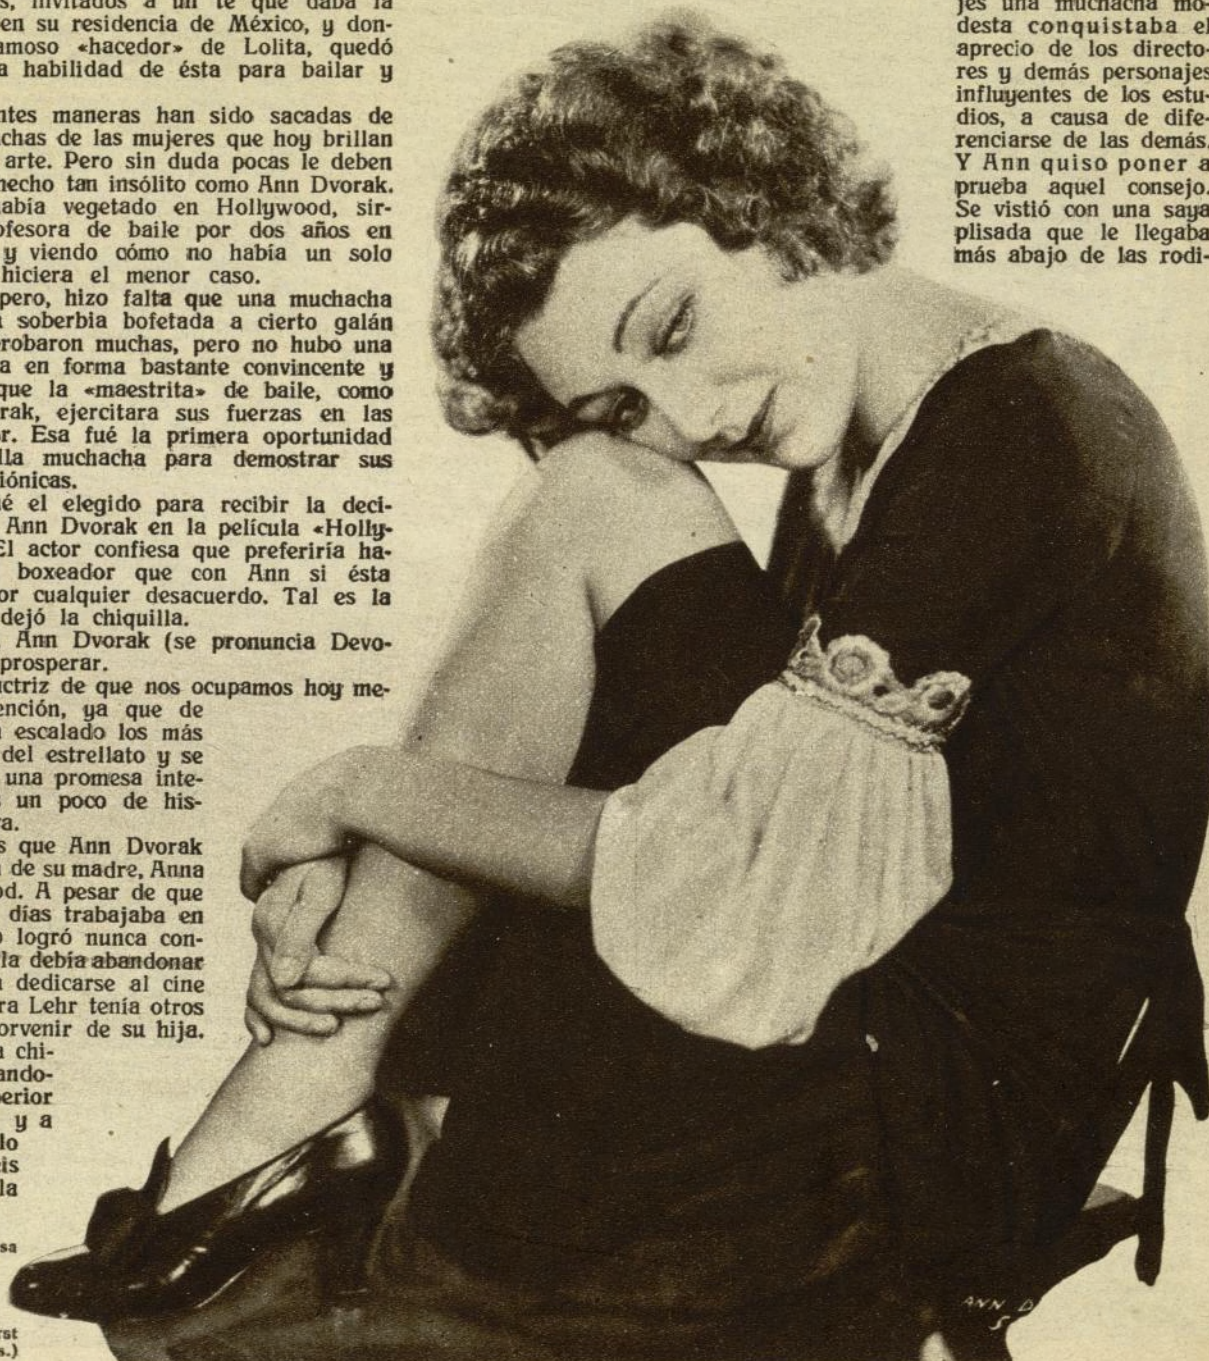 invitados a un té que daba la
en su residencia de México, y don-
amoso «hacedor» de Lolita, quedó
a habilidad de ésta para bailar y
ntes maneras han sido sacadas de
chas de las mujeres que hoy brillan
arte. Pero sin duda pocas le deben
hecho tan insólito como Ann Dvorak.
abía vegetado en Hollywood, sir-
ofesora de baile por dos años en
y viendo cómo no había un solo
hiciera el menor caso.
pero, hizo falta que una muchacha
soberbia bofetada a cierto galán
robaron muchas, pero no hubo una
a en forma bastante convincente y
que la «maestrita» de baile, como
rak, ejercitara sus fuerzas en las
r. Esa fué la primera oportunidad
lla muchacha para demostrar sus
iónicas.
é el elegido para recibir la deci-
Ann Dvorak en la película «Holly-
El actor confiesa que preferiría ha-
boxeador que con Ann si ésta
or cualquier desacuerdo. Tal es la
dejó la chiquilla.
Ann Dvorak (se pronuncia Devo-
prosperar.
actriz de que nos ocupamos hoy me-
ención, ya que de
escalado los más
del estrellato y se
una promesa inte-
un poco de his-
a.
s que Ann Dvorak
de su madre, Anna
od. A pesar de que
días trabajaba en
o logró nunca con-
la debía abandonar
dedicarse al cine
ra Lehr tenía otros
orvenir de su hija.
a chi-
ando-
erior
y a
lo
is
la
sa
rst
s.)
jes una muchacha mo-
desta conquistaba el
aprecio de los directo-
res y demás personajes
influyentes de los estu-
dios, a causa de dife-
renciarse de las demás.
Y Ann quiso poner a
prueba aquel consejo.
Se vistió con una saya
plisada que le llegaba
más abajo de las rodi-
ANN D
S